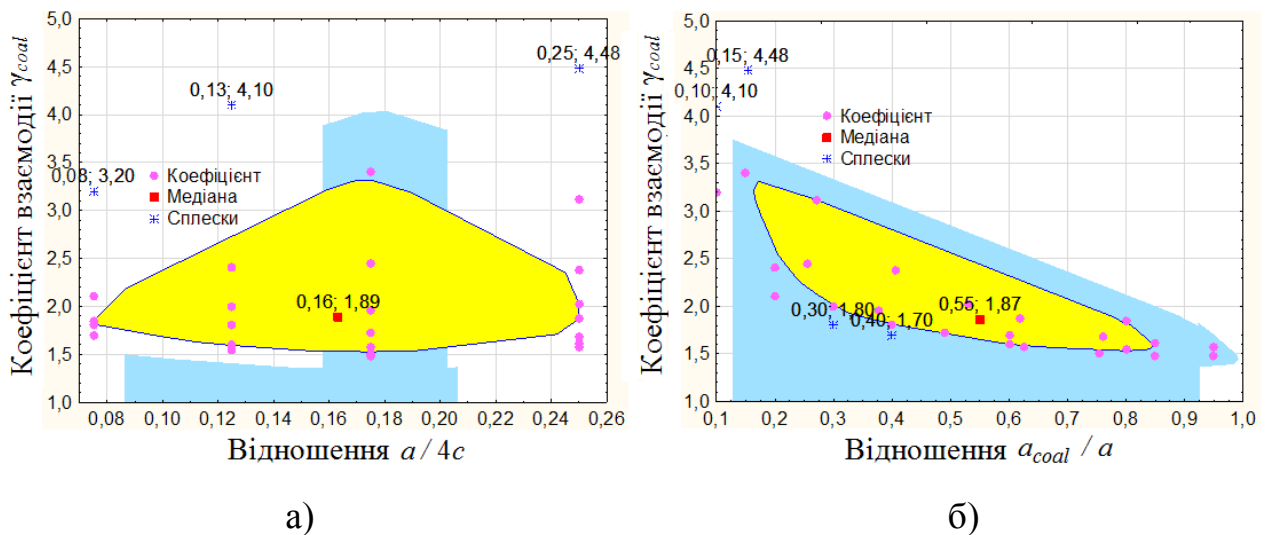 Коефіцієнт взаємодії γcoal
5,0
4,5
4,0
3,5
3,0
2,5
2,0
1,5
1,0
0,25; 4,48
0,13; 4,10
0,08; 3,20
Коефіцієнт
Медіана
Сплески
0,16; 1,89
0,08 0,10 0,12 0,14 0,16 0,18 0,20 0,22 0,24 0,26
Відношення a / 4c
а)
Коефіцієнт взаємодії γcoal
5,0
4,5
4,0
3,5
3,0
2,5
2,0
1,5
1,0
0,15; 4,48
0,10; 4,10
Коефіцієнт
Медіана
Сплески
0,30; 1,80
0,55; 1,87
0,40; 1,70
0,1 0,2 0,3 0,4 0,5 0,6 0,7 0,8 0,9 1,0
Відношення acoal / a
б)